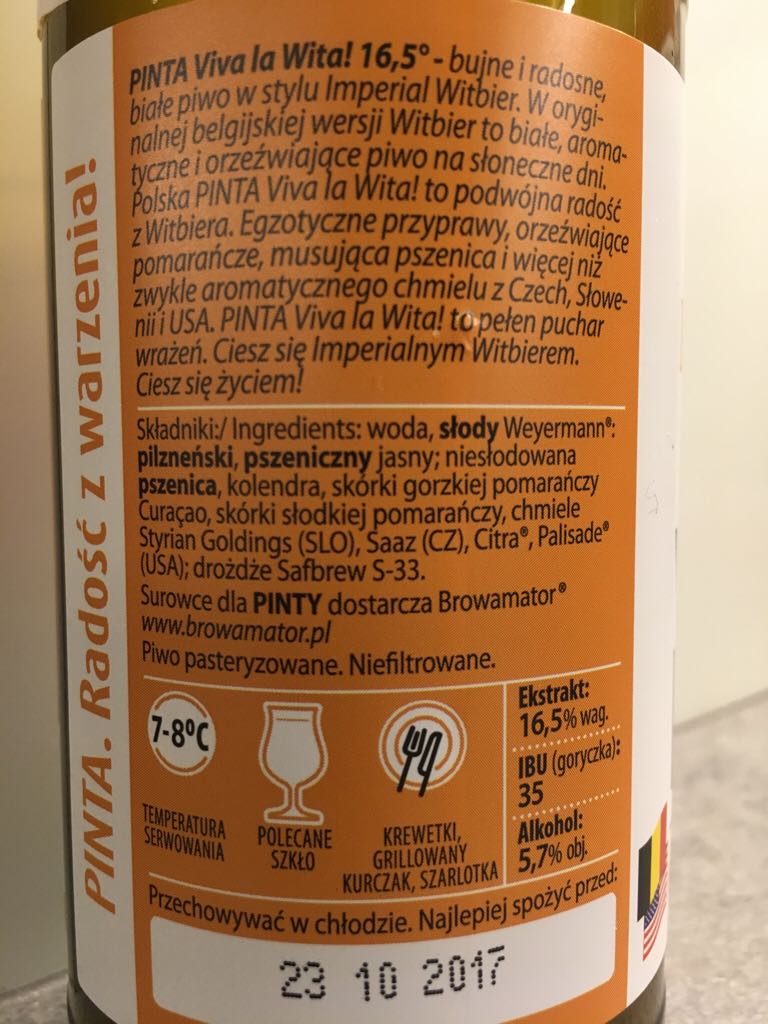 PINTA. Radość z warzenia!
PINTA Viva la Wita! 16,5° - bujne i radosne,
białe piwo w stylu Imperial Witbier. W orygi-
nalnej belgijskiej wersji Witbier to białe, aroma-
tyczne i orzeźwiające piwo na słoneczne dni.
Polska PINTA Viva la Wita! to podwójna radość
z Witbiera. Egzotyczne przyprawy, orzeźwiające
pomarańcze, musująca pszenica i więcej niż
zwykle aromatycznego chmielu z Czech, Słowe-
nii i USA. PINTA Viva la Wita! to pełen puchar
wrażeń. Ciesz się Imperialnym Witbierem.
Ciesz się życiem!
Składniki:/ Ingredients: woda, słody Weyermann®:
pilzneński, pszeniczny jasny; niesłodowana
pszenica, kolendra, skórki gorzkiej pomarańczy
Curaçao, skórki słodkiej pomarańczy, chmiele
Styrian Goldings (SLO), Saaz (CZ), Citra®, Palisade®
(USA); drożdże Safbrew S-33.
Surowce dla PINTY dostarcza Browamator®
www.browamator.pl
Piwo pasteryzowane. Niefiltrowane.
7-8°C
TEMPERATURA
SERWOWANIA
POLECANE
SZKŁO
KREWETKI,
GRILLOWANY
KURCZAK, SZARLOTKA
Ekstrakt:
16,5% wag.
IBU (goryczka):
35
Alkohol:
5,7% obj.
Przechowywać w chłodzie. Najlepiej spożyć przed:
23 10 2017